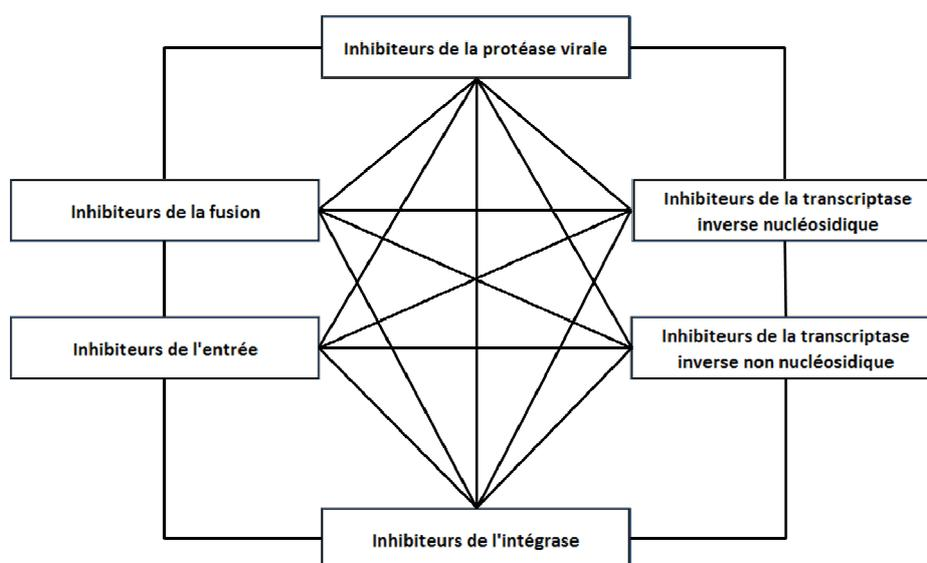 Inhibiteurs de la protéase virale
Inhibiteurs de la fusion
Inhibiteurs de la transcriptase
inverse nucléosidique
Inhibiteurs de l'entrée
Inhibiteurs de la transcriptase
inverse non nucléosidique
Inhibiteurs de l'intégrase